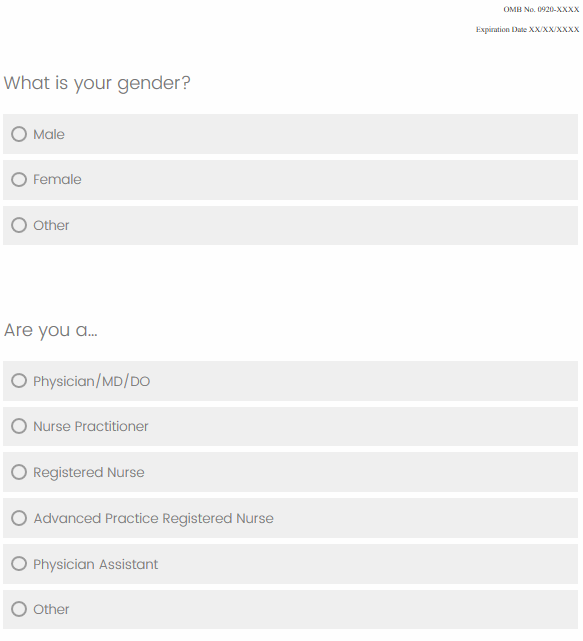 OMB No. 0920-XXXX
Expiration Date XX/XX/XXXX
What is your gender?
Male
Female
Other
Are you a...
Physician/MD/DO
Nurse Practitioner
Registered Nurse
Advanced Practice Registered Nurse
Physician Assistant
Other